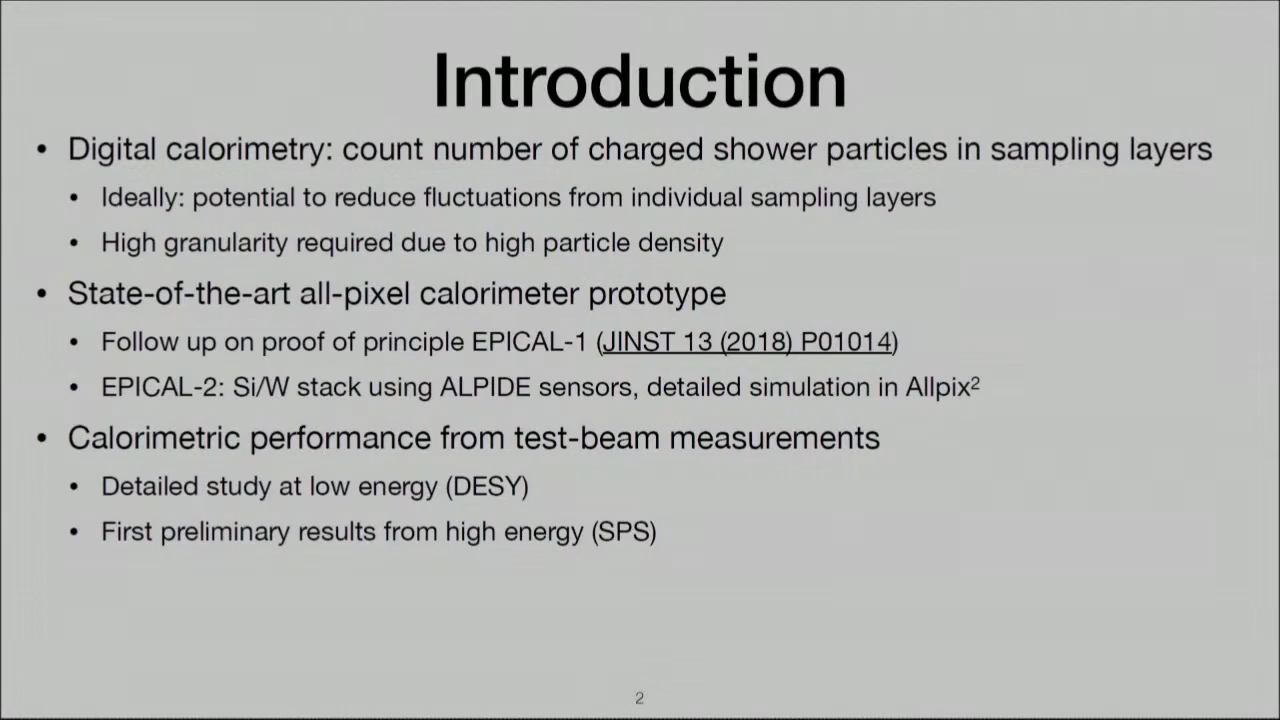 Introduction
• Digital calorimetry: count number of charged shower particles in sampling layers
• Ideally: potential to reduce fluctuations from individual sampling layers
• High granularity required due to high particle density
• State-of-the-art all-pixel calorimeter prototype
• Follow up on proof of principle EPICAL-1 (JINST 13 (2018) P01014)
• EPICAL-2: Si/W stack using ALPIDE sensors, detailed simulation in Allpix²
• Calorimetric performance from test-beam measurements
• Detailed study at low energy (DESY)
• First preliminary results from high energy (SPS)
2